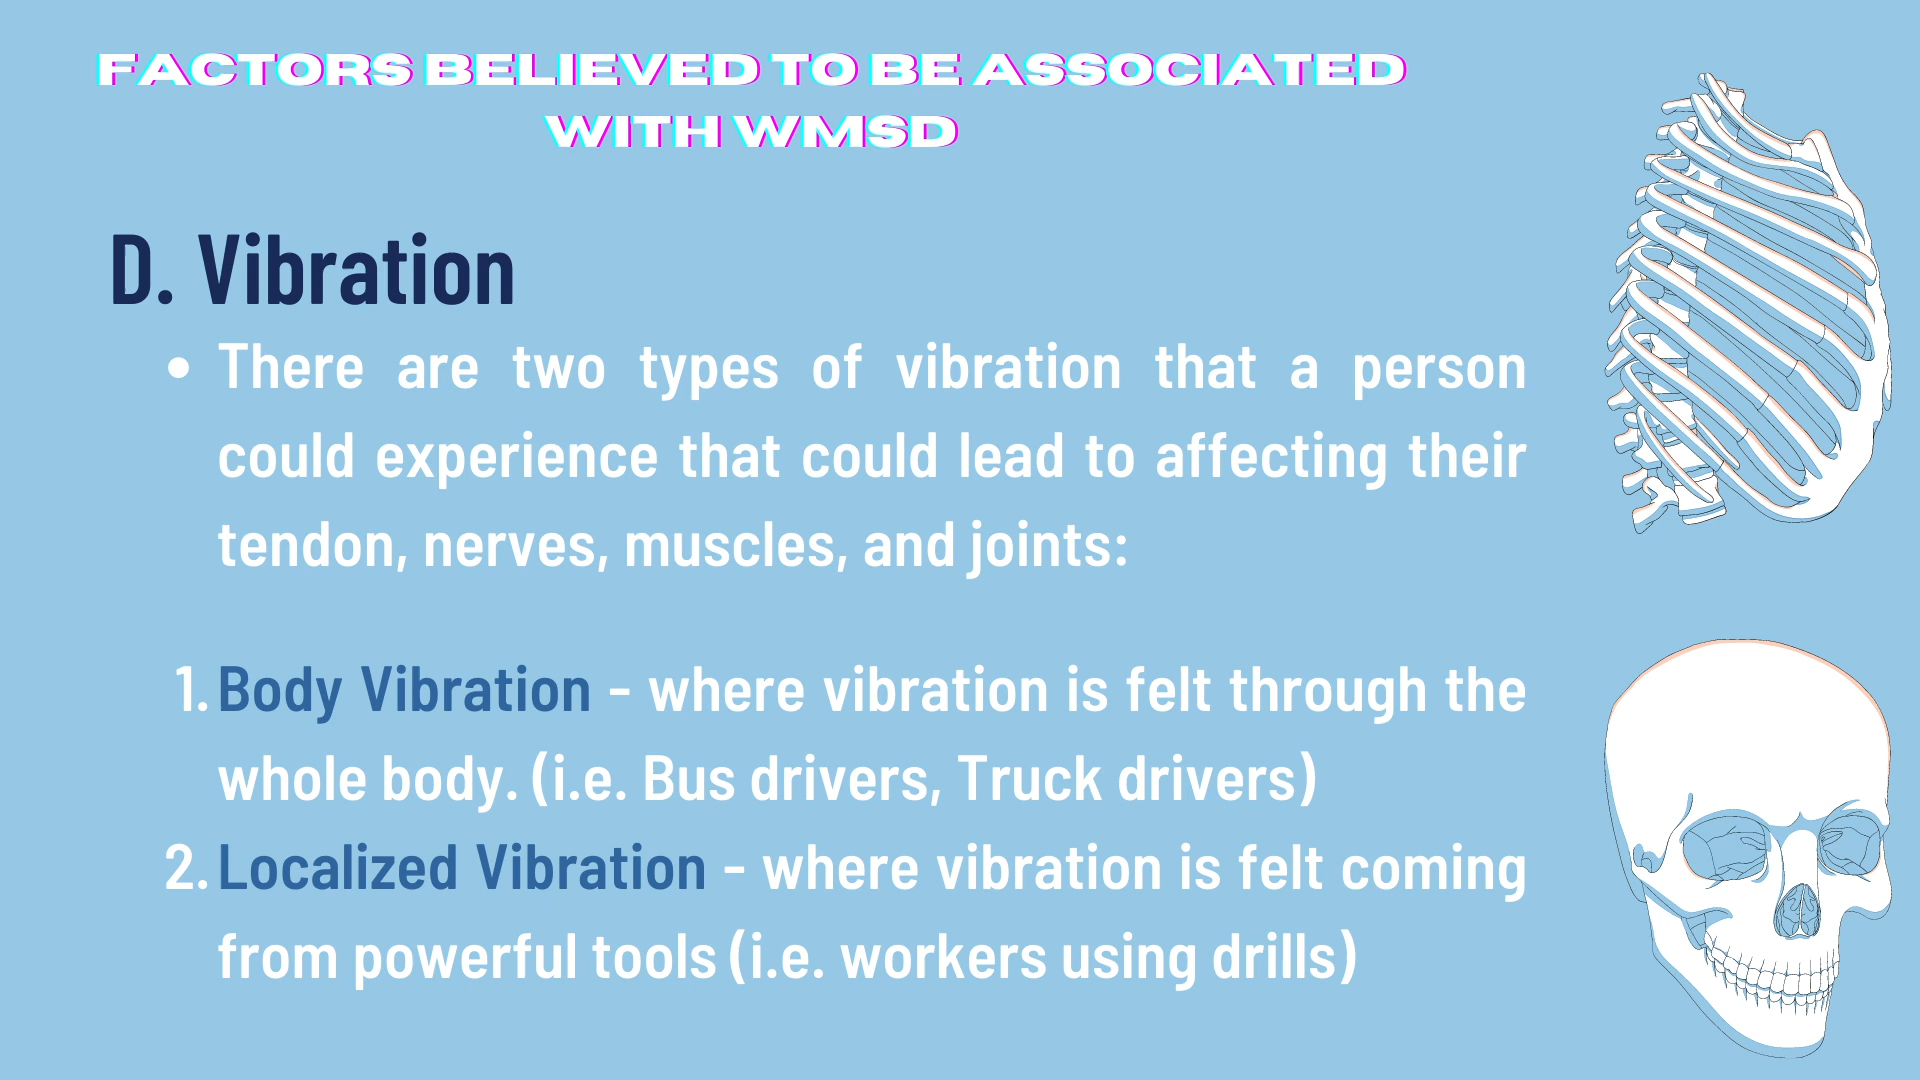 FACTORS BELIEVED TO BE ASSOCIATED
WITH WMSD
D. Vibration
• There are two types of vibration that a person
could experience that could lead to affecting their
tendon, nerves, muscles, and joints:
1. Body Vibration - where vibration is felt through the
whole body. (i.e. Bus drivers, Truck drivers)
2. Localized Vibration - where vibration is felt coming
from powerful tools (i.e. workers using drills)